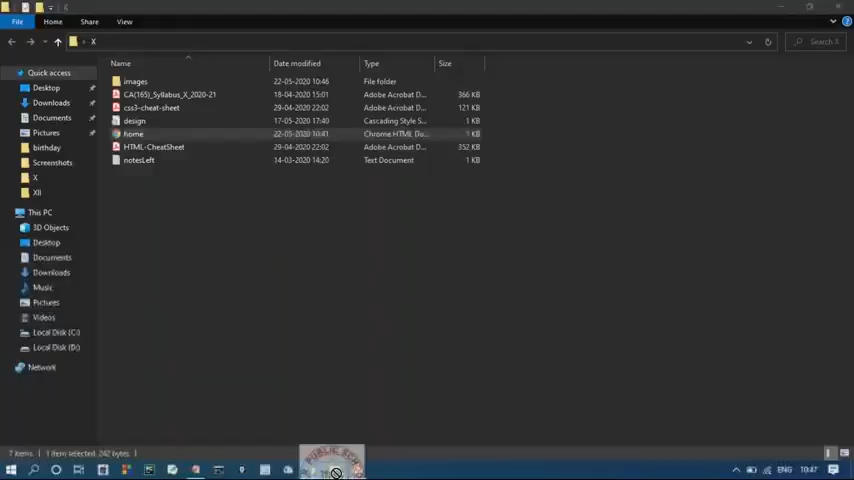 X
File Home Share View
X Search X
Name Date modified Type Size
images 22-05-2020 10:46 File folder
CA(165)_Syllabus_X_2020-21 18-04-2020 15:01 Adobe Acrobat D... 366 KB
css3-cheat-sheet 29-04-2020 22:02 Adobe Acrobat D... 121 KB
design 17-05-2020 17:40 Cascading Style S... 1 KB
home 22-05-2020 10:41 Chrome HTML Do... 1 KB
HTML-CheatSheet 29-04-2020 22:02 Adobe Acrobat D... 352 KB
notesLeft 14-03-2020 14:20 Text Document 1 KB
Quick access
Desktop
Downloads
Documents
Pictures
birthday
Screenshots
X
XII
This PC
3D Objects
Desktop
Documents
Downloads
Music
Pictures
Videos
Local Disk (C:)
Local Disk (D:)
Network
7 items 1 item selected 242 bytes
PUBLIC SCH
ENG 10:47